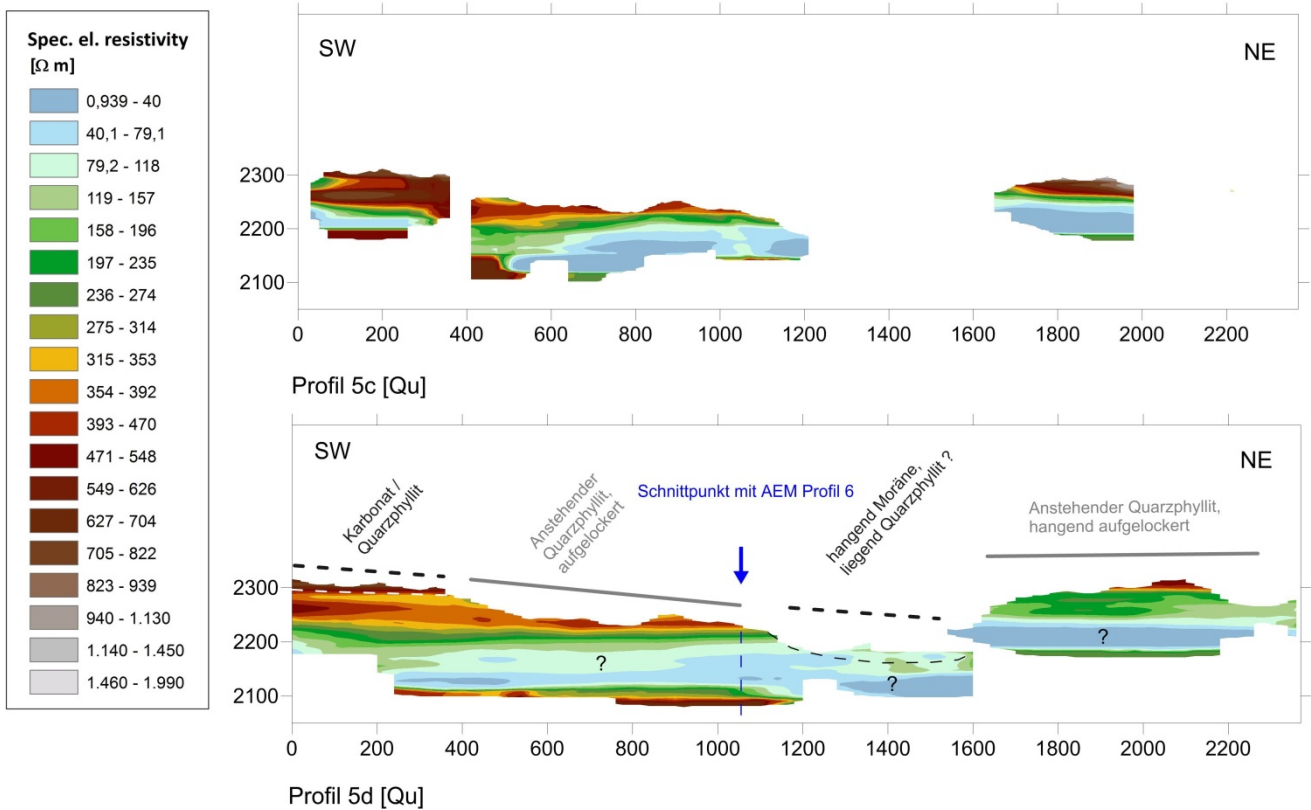 Spec. el. resistivity
[Ω m]
0,939 - 40
40,1 - 79,1
79,2 - 118
119 - 157
158 - 196
197 - 235
236 - 274
275 - 314
315 - 353
354 - 392
393 - 470
471 - 548
549 - 626
627 - 704
705 - 822
823 - 939
940 - 1.130
1.140 - 1.450
1.460 - 1.990
SW
NE
2300
2200
2100
0 200 400 600 800 1000 1200 1400 1600 1800 2000 2200
Profil 5c [Qu]
SW
NE
Karbonat /
Quarzphyllit
Anstehender
Quarzphyllit,
aufgelockert
Schnittpunkt mit AEM Profil 6
hangend Moräne,
liegend Quarzphyllit ?
Anstehender Quarzphyllit,
hangend aufgelockert
2300
2200
2100
?
?
?
0 200 400 600 800 1000 1200 1400 1600 1800 2000 2200
Profil 5d [Qu]